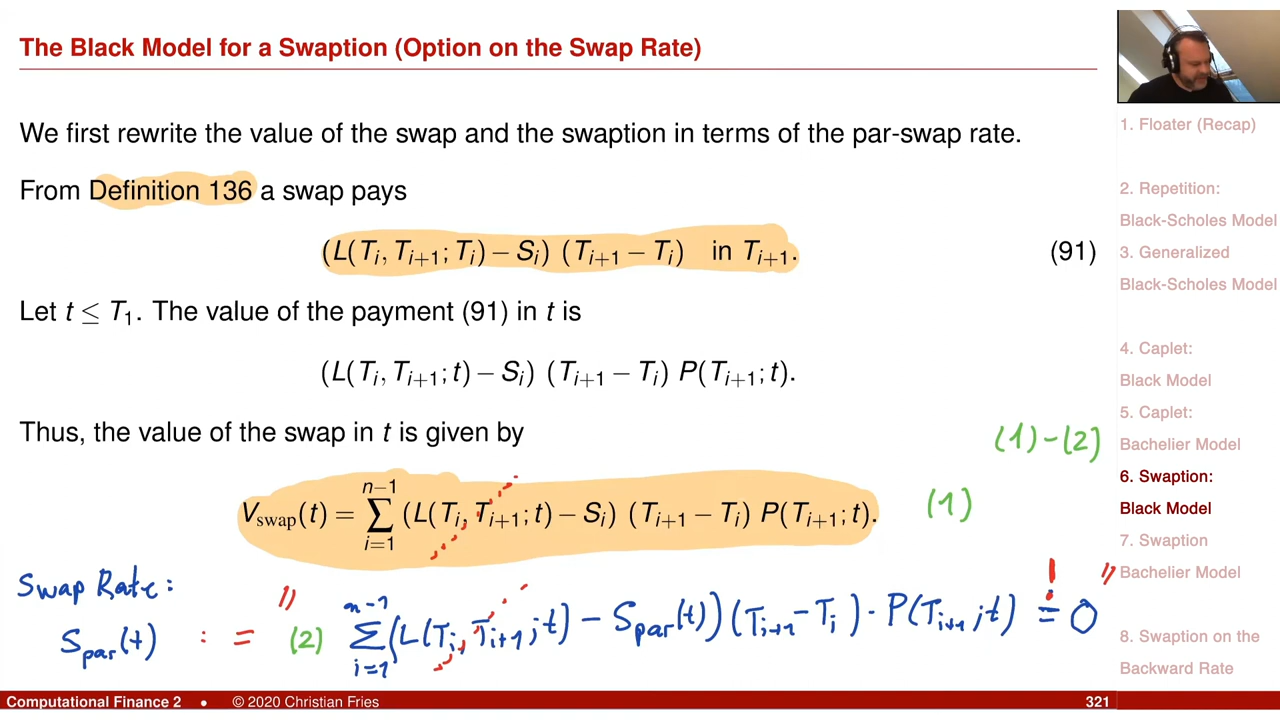 The Black Model for a Swaption (Option on the Swap Rate)
We first rewrite the value of the swap and the swaption in terms of the par-swap rate.
From Definition 136 a swap pays
(L(T_i, T_{i+1}; T_i) − S_i) (T_{i+1} − T_i) in T_{i+1}. (91)
Let t ≤ T_1. The value of the payment (91) in t is
(L(T_i, T_{i+1}; t) − S_i) (T_{i+1} − T_i) P(T_{i+1}; t).
Thus, the value of the swap in t is given by
(1)-(2)
V_swap(t) = ∑_{i=1}^{n−1} (L(T_i, T_{i+1}; t) − S_i) (T_{i+1} − T_i) P(T_{i+1}; t). (1)
Swap Rate:
S_par(t) : = (2) " ∑_{i=1}^{n-1} (L(T_i, T_{i+1}; t) − S_par(t)) (T_{i+1} − T_i) · P(T_{i+1}; t) =! 0 "
1. Floater (Recap)
2. Repetition:
Black-Scholes Model
3. Generalized
Black-Scholes Model
4. Caplet:
Black Model
5. Caplet:
Bachelier Model
6. Swaption:
Black Model
7. Swaption
Bachelier Model
8. Swaption on the
Backward Rate
Computational Finance 2 • © 2020 Christian Fries 321